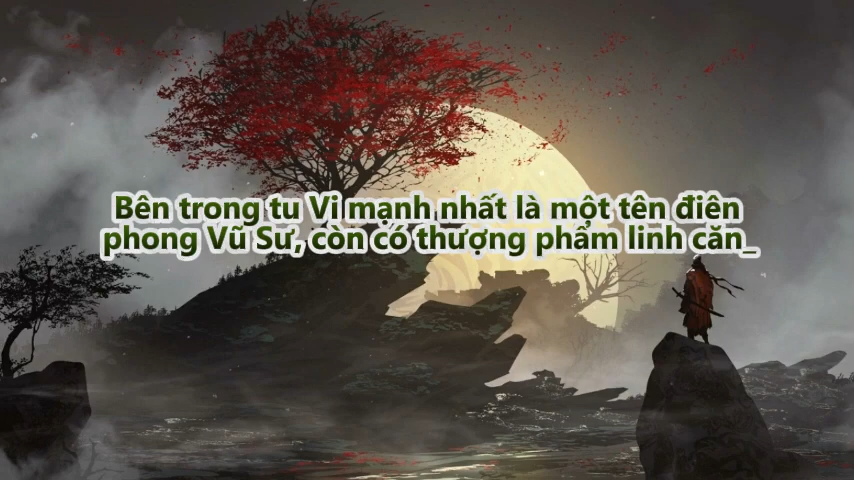 Bên trong tu Vi mạnh nhất là một tên điên
phong Vũ Sư, còn có thượng phẩm linh căn_